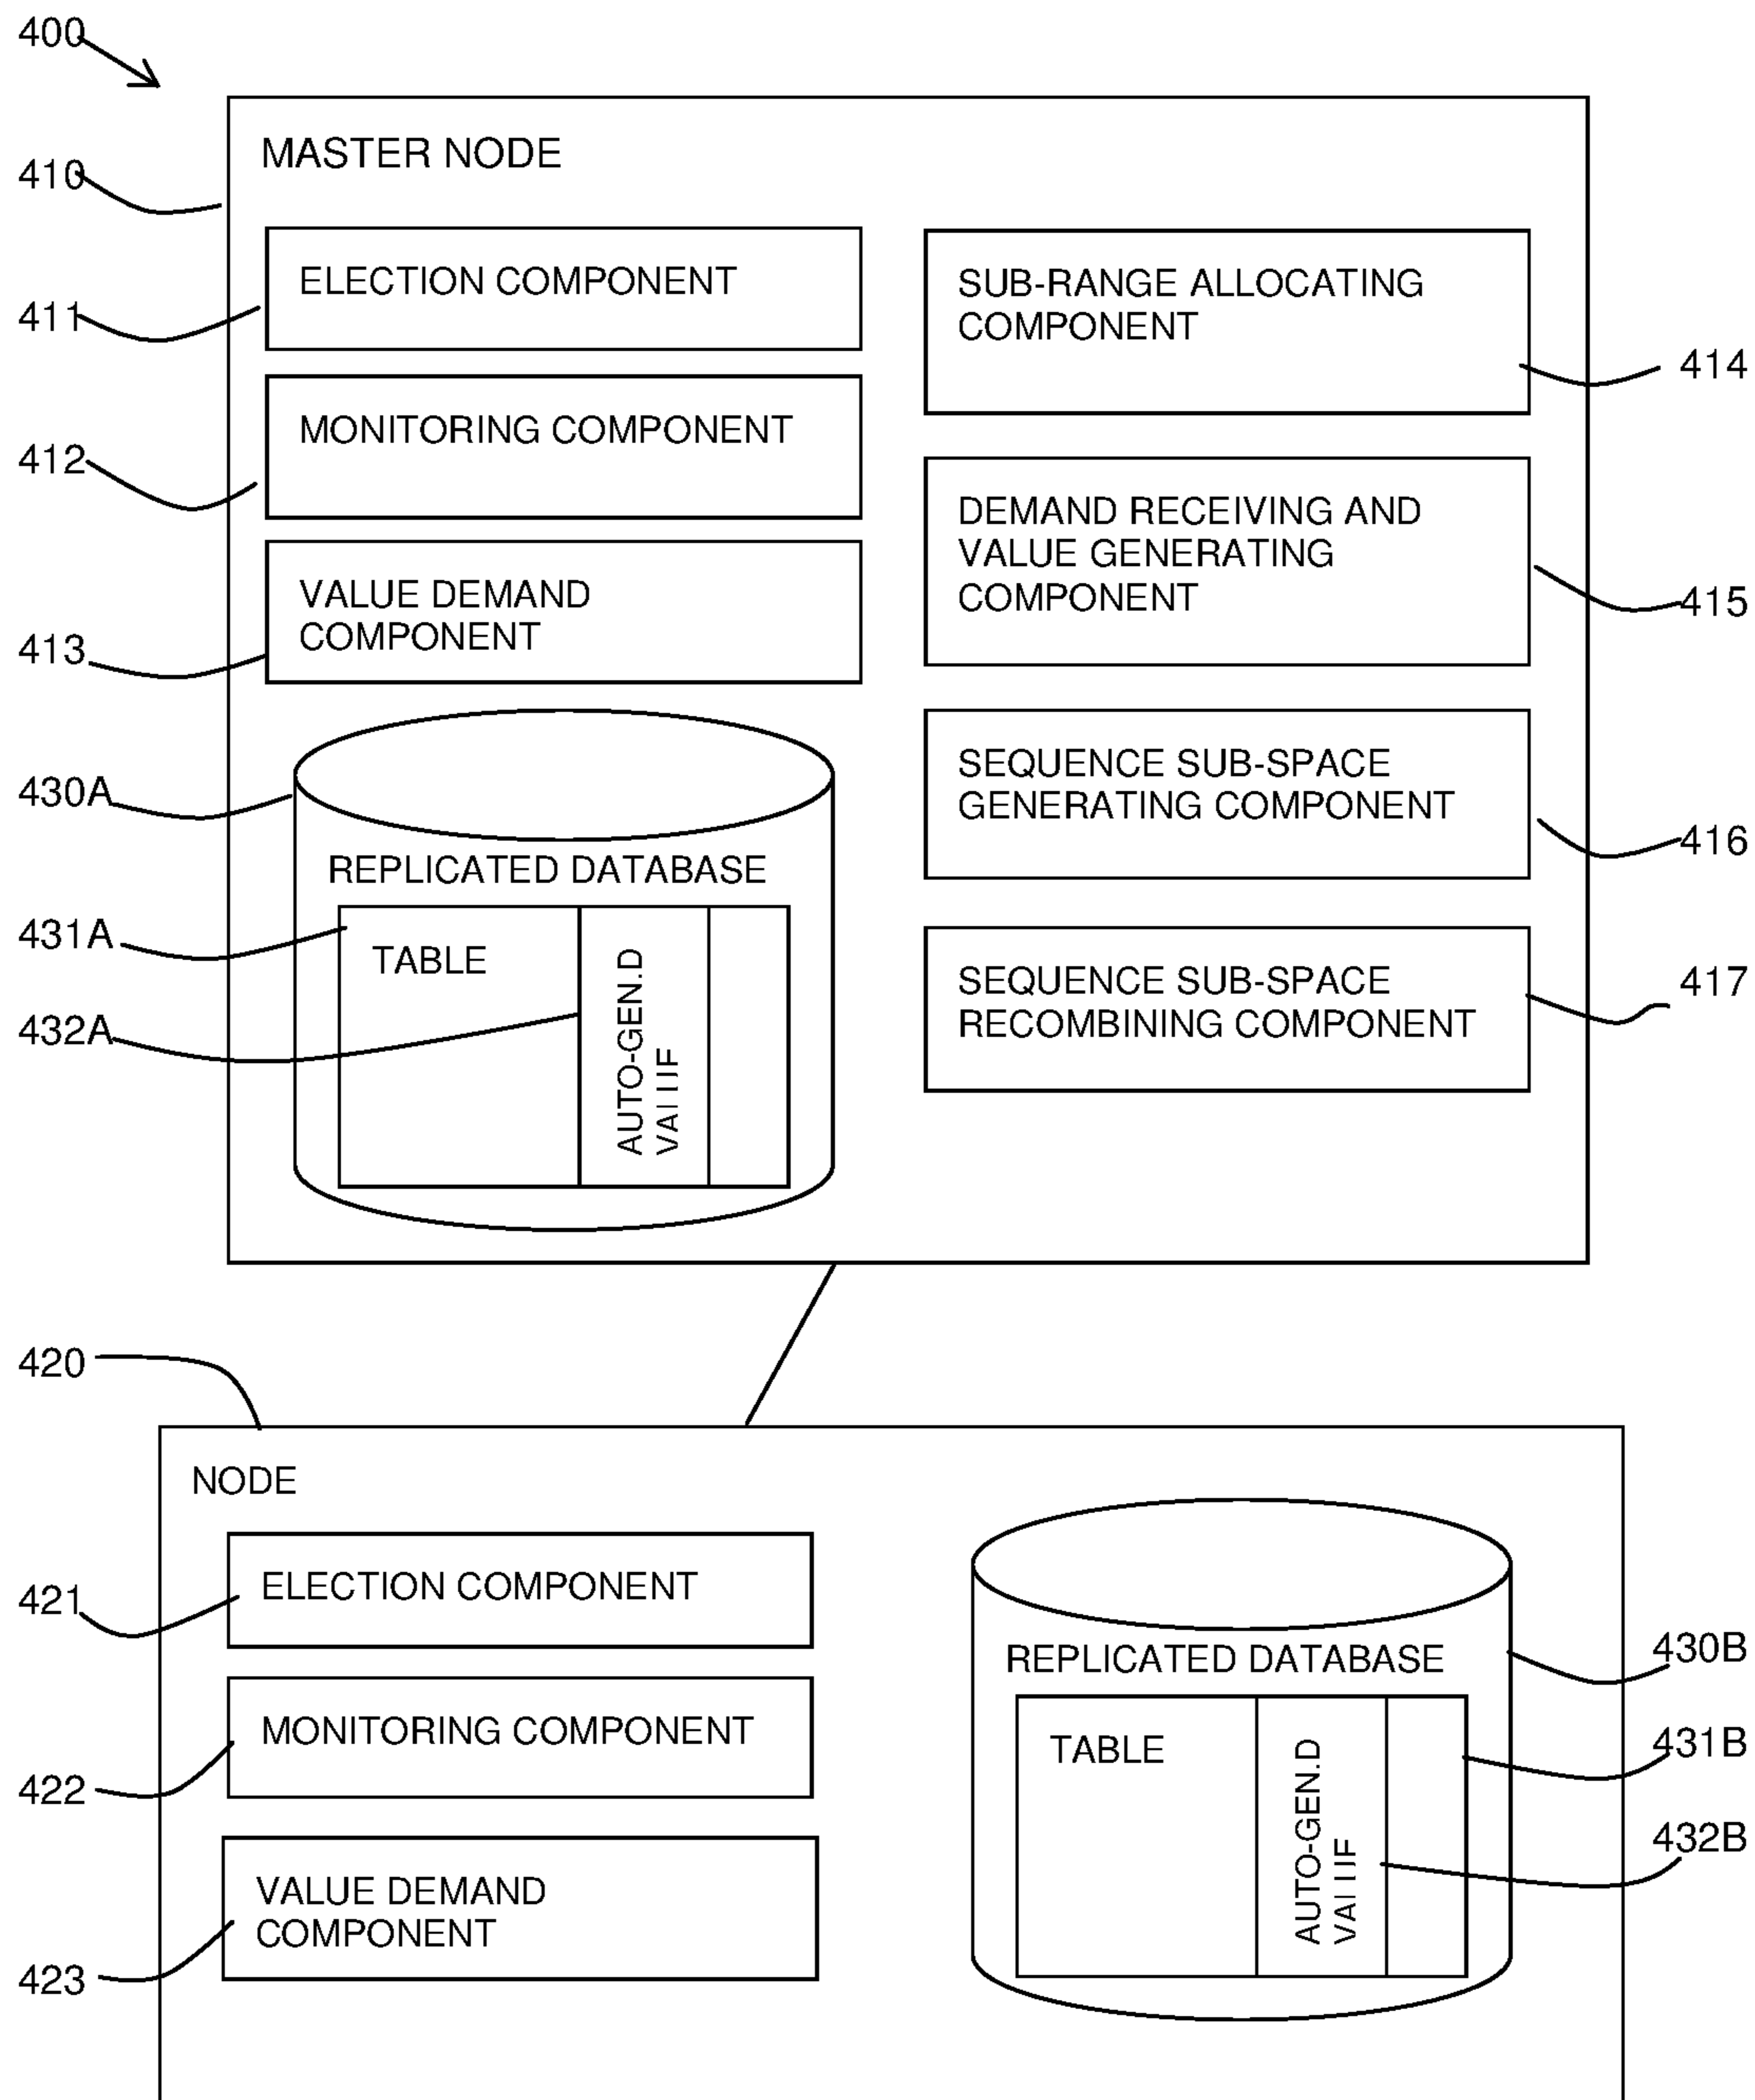 400
MASTER NODE
410
ELECTION COMPONENT
411
MONITORING COMPONENT
412
VALUE DEMAND
COMPONENT
413
SUB-RANGE ALLOCATING
COMPONENT
414
DEMAND RECEIVING AND
VALUE GENERATING
COMPONENT
415
SEQUENCE SUB-SPACE
GENERATING COMPONENT
416
SEQUENCE SUB-SPACE
RECOMBINING COMPONENT
417
430A
REPLICATED DATABASE
431A
TABLE
432A
AUTO-GEN.D
VALUE
420
NODE
ELECTION COMPONENT
421
MONITORING COMPONENT
422
VALUE DEMAND
COMPONENT
423
REPLICATED DATABASE
430B
TABLE
431B
AUTO-GEN.D
VALUE
432B